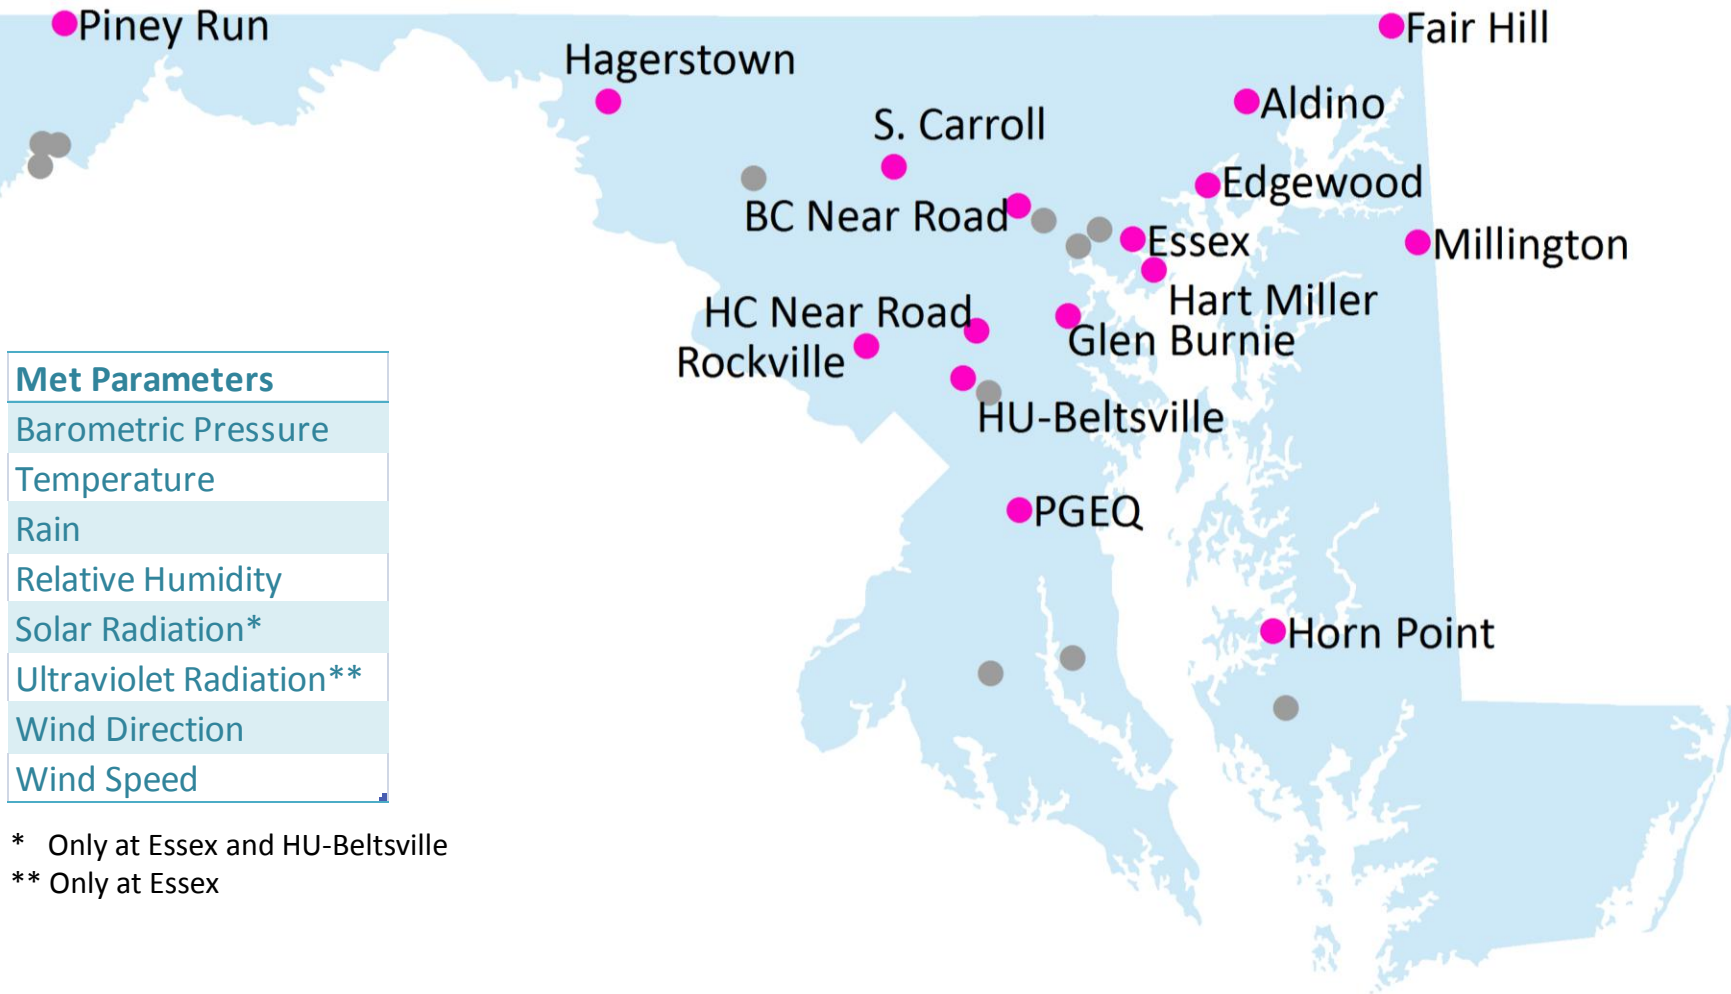 Piney Run
Fair Hill
Hagerstown
Aldino
S. Carroll
Edgewood
BC Near Road
Essex
Millington
Hart Miller
HC Near Road
Glen Burnie
Rockville
HU-Beltsville
PGEQ
Horn Point
Met Parameters
Barometric Pressure
Temperature
Rain
Relative Humidity
Solar Radiation*
Ultraviolet Radiation**
Wind Direction
Wind Speed
* Only at Essex and HU-Beltsville
** Only at Essex